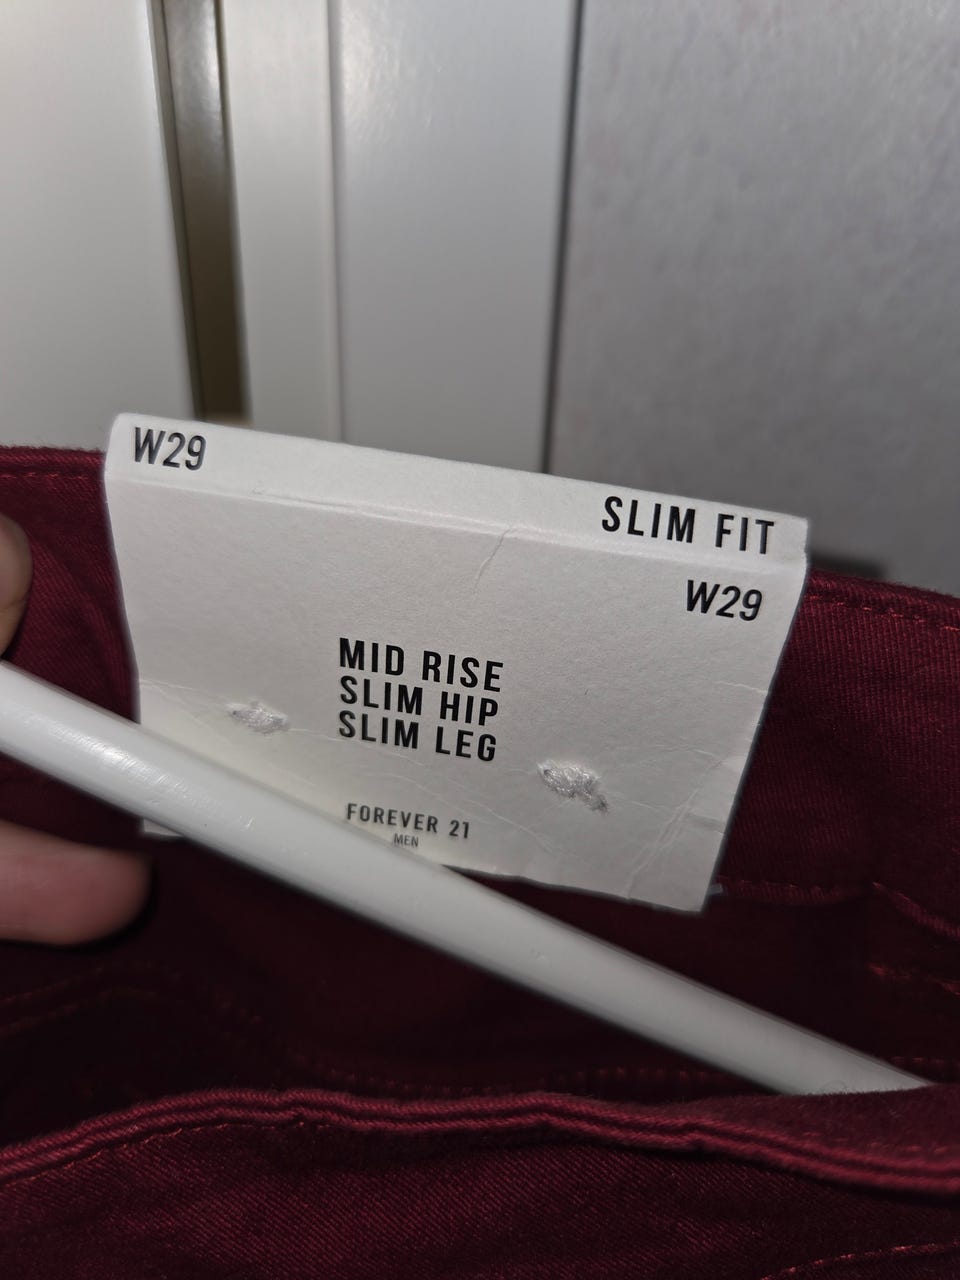 W29
SLIM FIT
W29
MID RISE
SLIM HIP
SLIM LEG
FOREVER 21
MEN